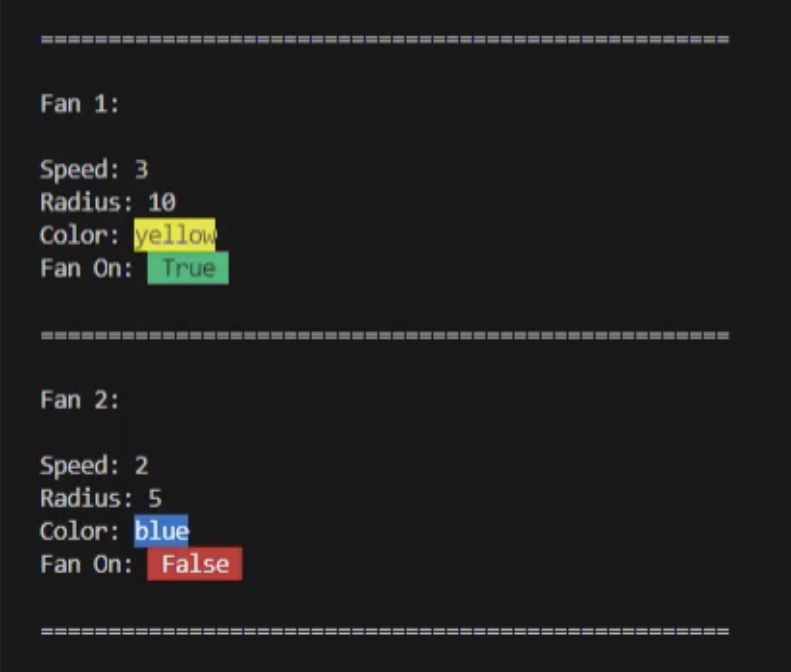 ===================================================
Fan 1:
Speed: 3
Radius: 10
Color: yellow
Fan On: True
===================================================
Fan 2:
Speed: 2
Radius: 5
Color: blue
Fan On: False
===================================================